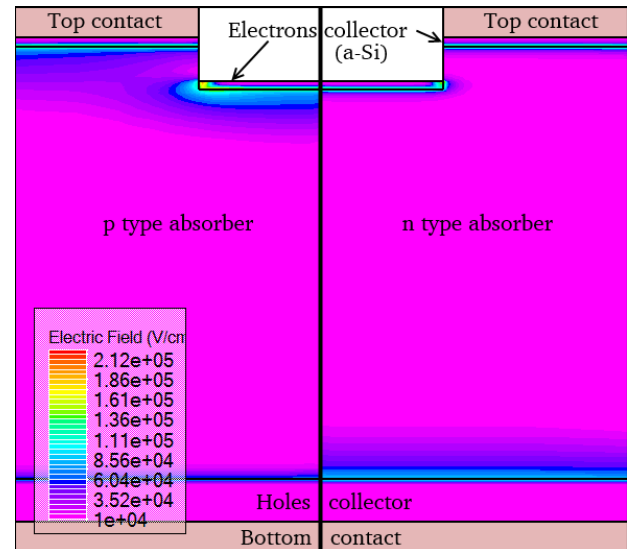 Top contact
Top contact
Electrons collector
(a-Si)
p type absorber
n type absorber
Electric Field (V/cm
2.12e+05
1.86e+05
1.61e+05
1.36e+05
1.11e+05
8.56e+04
6.04e+04
3.52e+04
1e+04
Holes collector
Bottom contact